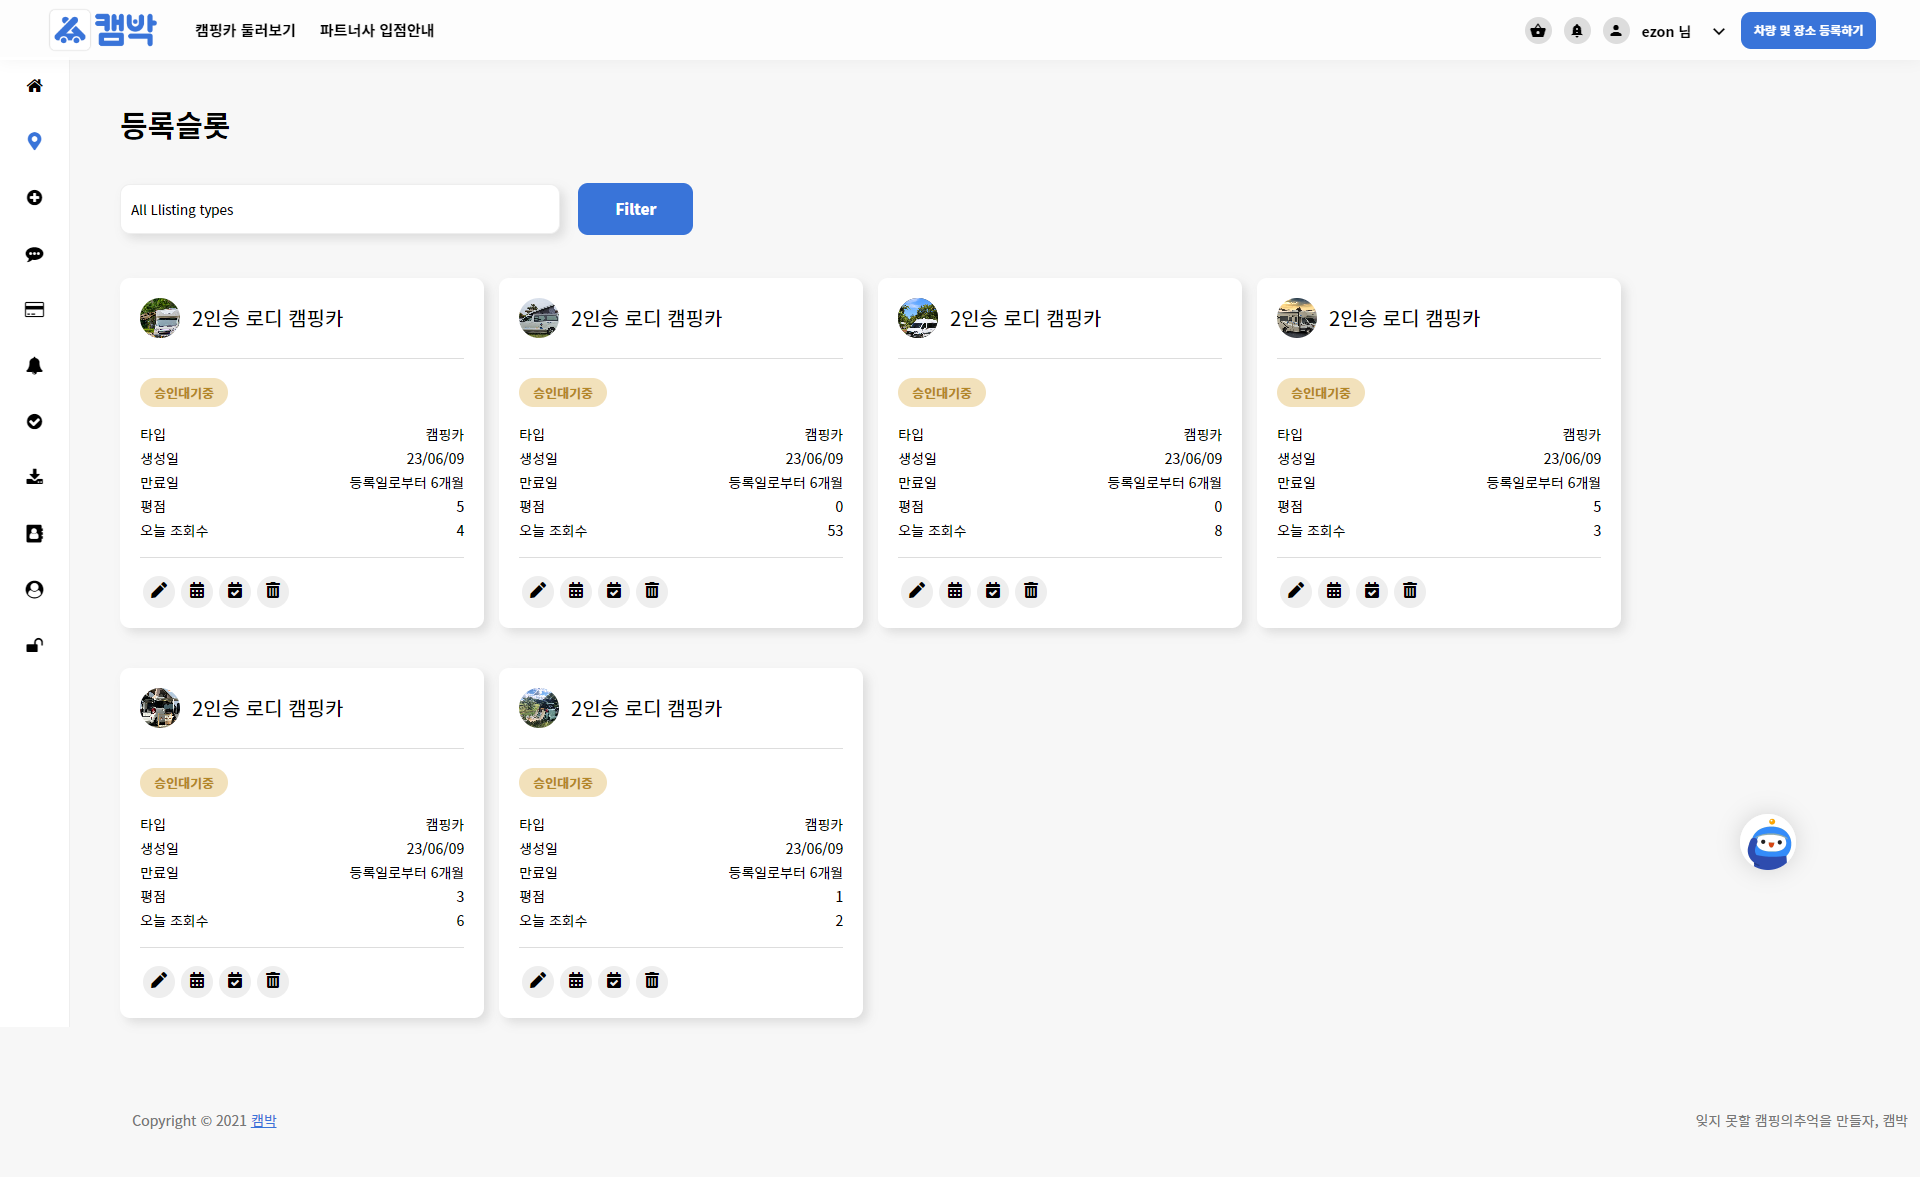 캠박
캠핑카 둘러보기
파트너사 입점안내
ezon 님
차량 및 장소 등록하기
등록슬롯
All Llisting types
Filter
2인승 로디 캠핑카
승인대기중
타입 캠핑카
생성일 23/06/09
만료일 등록일로부터 6개월
평점 5
오늘 조회수 4
2인승 로디 캠핑카
승인대기중
타입 캠핑카
생성일 23/06/09
만료일 등록일로부터 6개월
평점 0
오늘 조회수 53
2인승 로디 캠핑카
승인대기중
타입 캠핑카
생성일 23/06/09
만료일 등록일로부터 6개월
평점 0
오늘 조회수 8
2인승 로디 캠핑카
승인대기중
타입 캠핑카
생성일 23/06/09
만료일 등록일로부터 6개월
평점 5
오늘 조회수 3
2인승 로디 캠핑카
승인대기중
타입 캠핑카
생성일 23/06/09
만료일 등록일로부터 6개월
평점 3
오늘 조회수 6
2인승 로디 캠핑카
승인대기중
타입 캠핑카
생성일 23/06/09
만료일 등록일로부터 6개월
평점 1
오늘 조회수 2
Copyright © 2021 캠박
잊지 못할 캠핑의추억을 만들자, 캠박